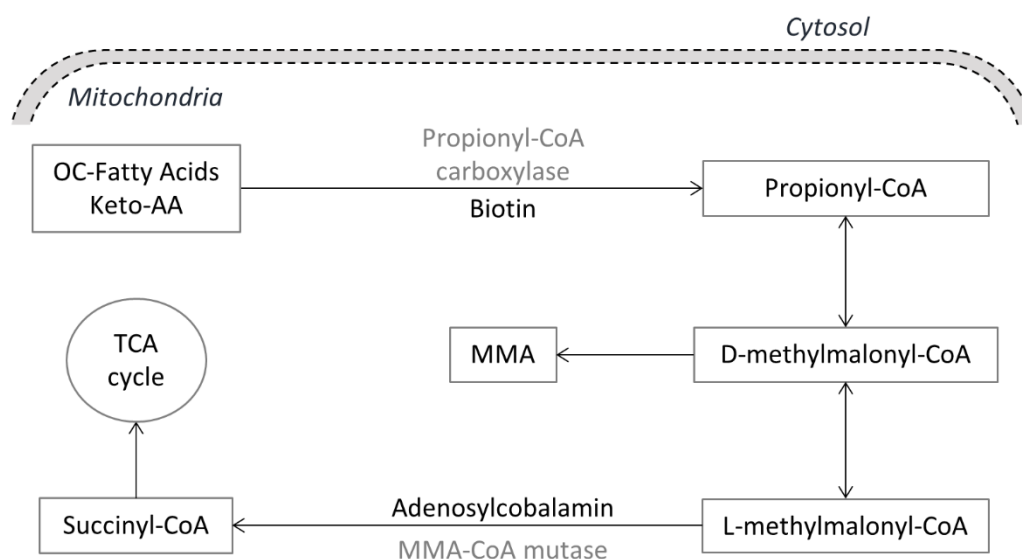 Cytosol
Mitochondria
OC-Fatty Acids
Keto-AA
Propionyl-CoA
carboxylase
Biotin
Propionyl-CoA
TCA
cycle
MMA
D-methylmalonyl-CoA
Succinyl-CoA
Adenosylcobalamin
MMA-CoA mutase
L-methylmalonyl-CoA